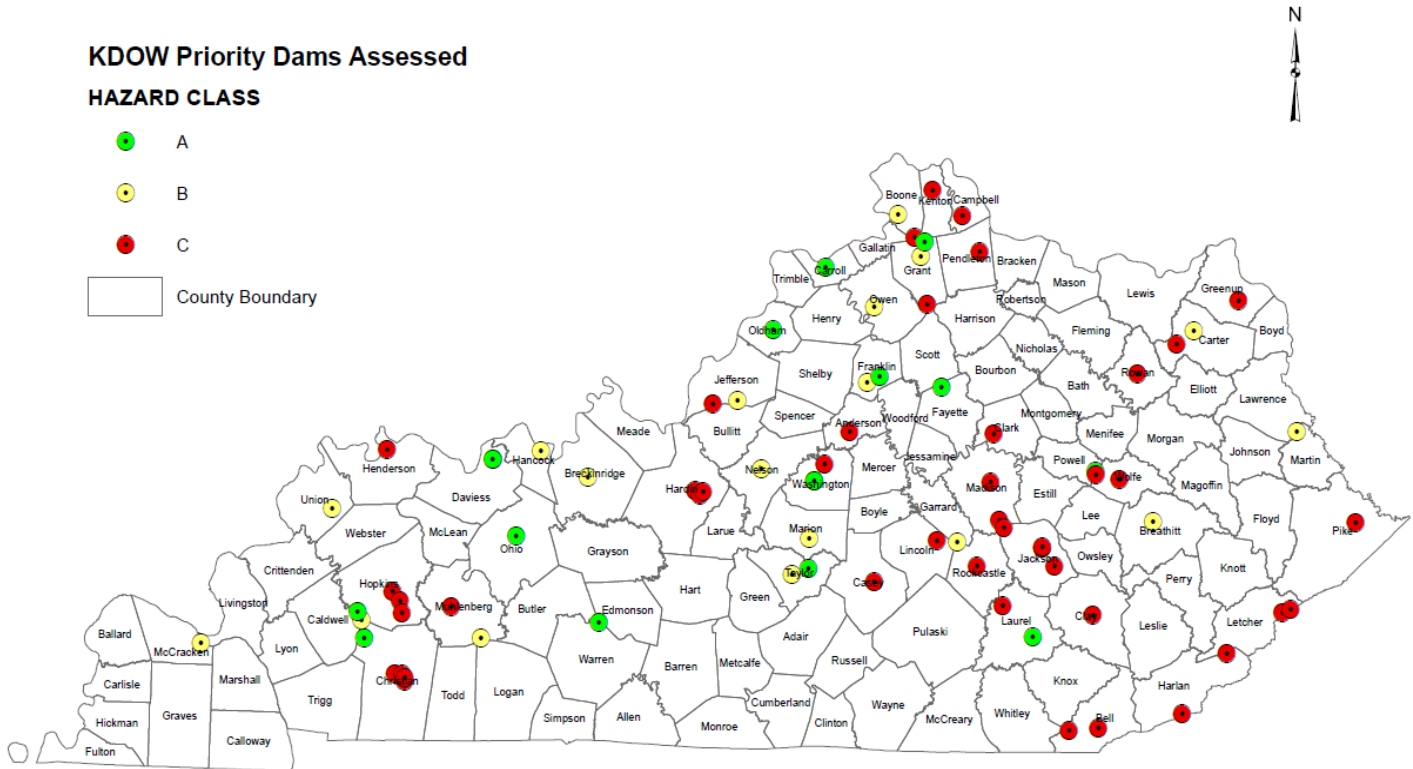 N
KDOW Priority Dams Assessed
HAZARD CLASS
A
B
C
County Boundary
Boone
Kenton
Campbell
Gallatin
Grant
Pendleton
Bracken
Carroll
Trimble
Mason
Lewis
Greenup
Owen
Robertson
Henry
Harrison
Oldham
Fleming
Boyd
Carter
Nicholas
Scott
Franklin
Shelby
Bourbon
Rowan
Jefferson
Bath
Elliott
Lawrence
Spencer
Woodford
Fayette
Montgomery
Anderson
Clark
Menifee
Morgan
Meade
Bullitt
Jessamine
Powell
Wolfe
Johnson
Martin
Henderson
Hancock
Breckinridge
Nelson
Washington
Mercer
Madison
Magoffin
Hardin
Estill
Daviess
Union
Garrard
Lee
Boyle
Floyd
Pike
Webster
McLean
Larue
Marion
Breathitt
Ohio
Grayson
Lincoln
Jackson
Owsley
Knott
Crittenden
Taylor
Rockcastle
Perry
Hopkins
Hart
Casey
Green
Livingston
Muhlenberg
Butler
Edmonson
Clay
Caldwell
Laurel
Letcher
Leslie
Ballard
Adair
Pulaski
McCracken
Lyon
Warren
Metcalfe
Barren
Russell
Knox
Carlisle
Marshall
Christian
Harlan
Trigg
Todd
Logan
Cumberland
Wayne
Graves
Whitley
Hickman
Simpson
Allen
Monroe
Clinton
McCreary
Bell
Calloway
Fulton